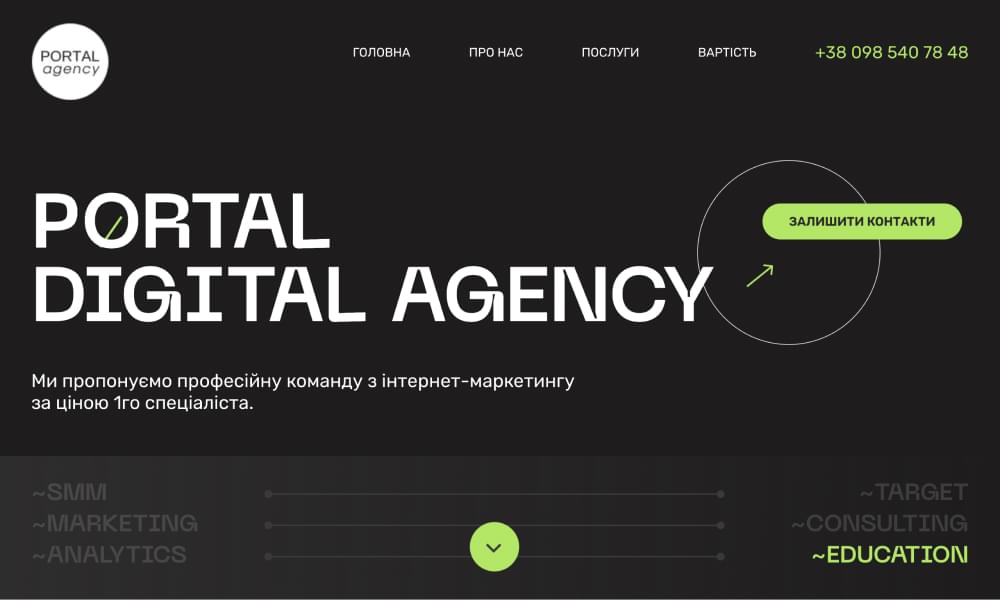 PORTAL
agency
ГОЛОВНА
ПРО НАС
ПОСЛУГИ
ВАРТІСТЬ
+38 098 540 78 48
PORTAL
DIGITAL AGENCY
ЗАЛИШИТИ КОНТАКТИ
Ми пропонуємо професійну команду з інтернет-маркетингу
за ціною 1го спеціаліста.
~SMM
~MARKETING
~ANALYTICS
~TARGET
~CONSULTING
~EDUCATION